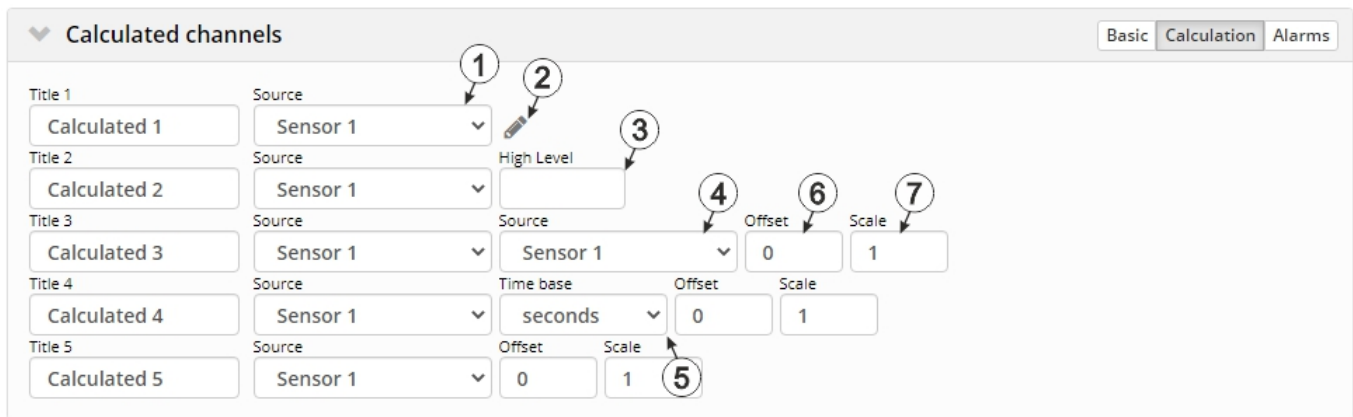 Calculated channels Basic Calculation Alarms
1 2
Title 1 Source
Calculated 1 Sensor 1
3
Title 2 Source High Level
Calculated 2 Sensor 1
4 6 7
Title 3 Source Source Offset Scale
Calculated 3 Sensor 1 Sensor 1 0 1
Title 4 Source Time base Offset Scale
Calculated 4 Sensor 1 seconds 0 1
Title 5 Source Offset Scale
Calculated 5 Sensor 1 0 1 5